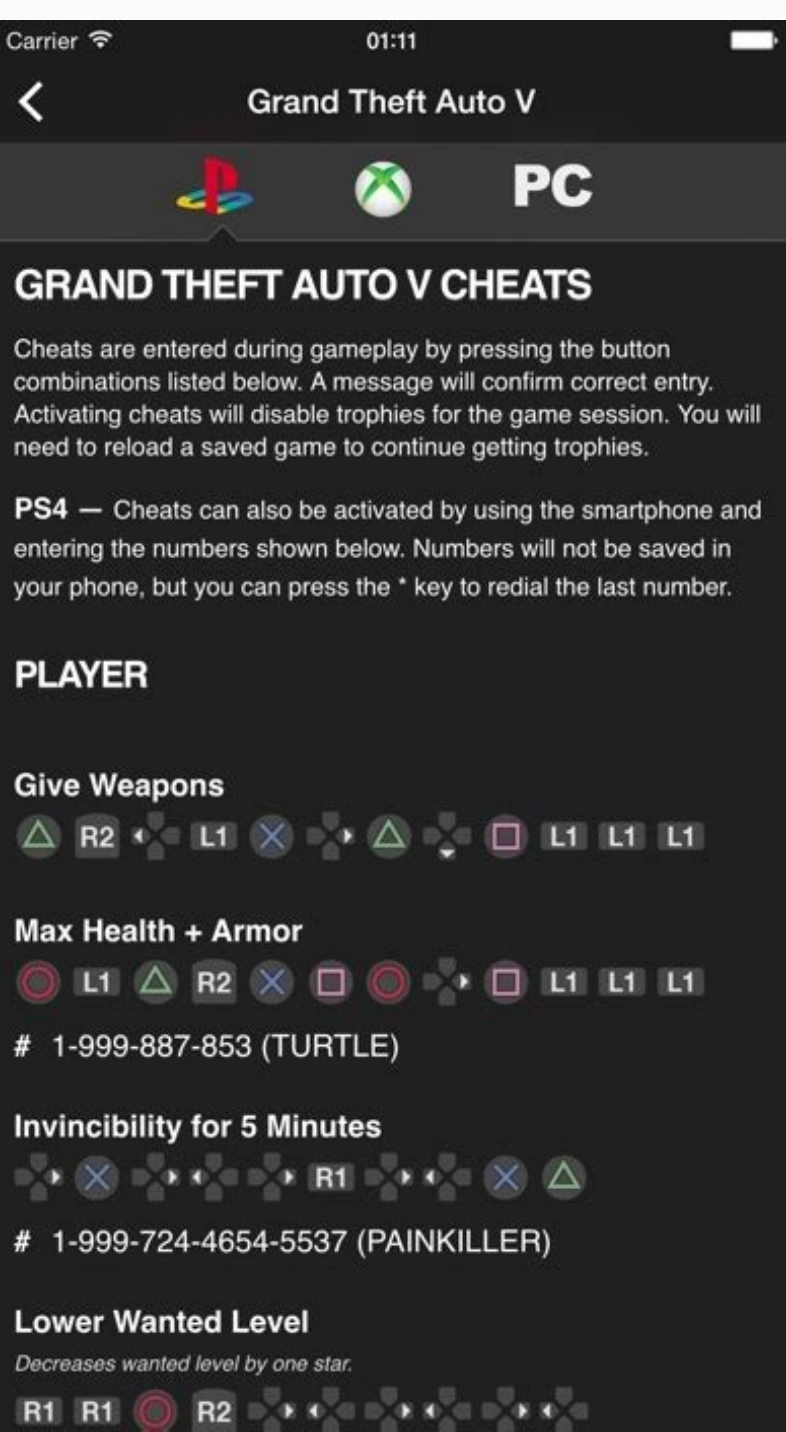 Carrier 01:11
Grand Theft Auto V
PC
GRAND THEFT AUTO V CHEATS
Cheats are entered during gameplay by pressing the button
combinations listed below. A message will confirm correct entry.
Activating cheats will disable trophies for the game session. You will
need to reload a saved game to continue getting trophies.
PS4 — Cheats can also be activated by using the smartphone and
entering the numbers shown below. Numbers will not be saved in
your phone, but you can press the * key to redial the last number.
PLAYER
Give Weapons
R2 L1 L1 L1 L1
Max Health + Armor
L1 R2 L1 L1 L1
# 1-999-887-853 (TURTLE)
Invincibility for 5 Minutes
R1
# 1-999-724-4654-5537 (PAINKILLER)
Lower Wanted Level
Decreases wanted level by one star.
R1 R1 R2